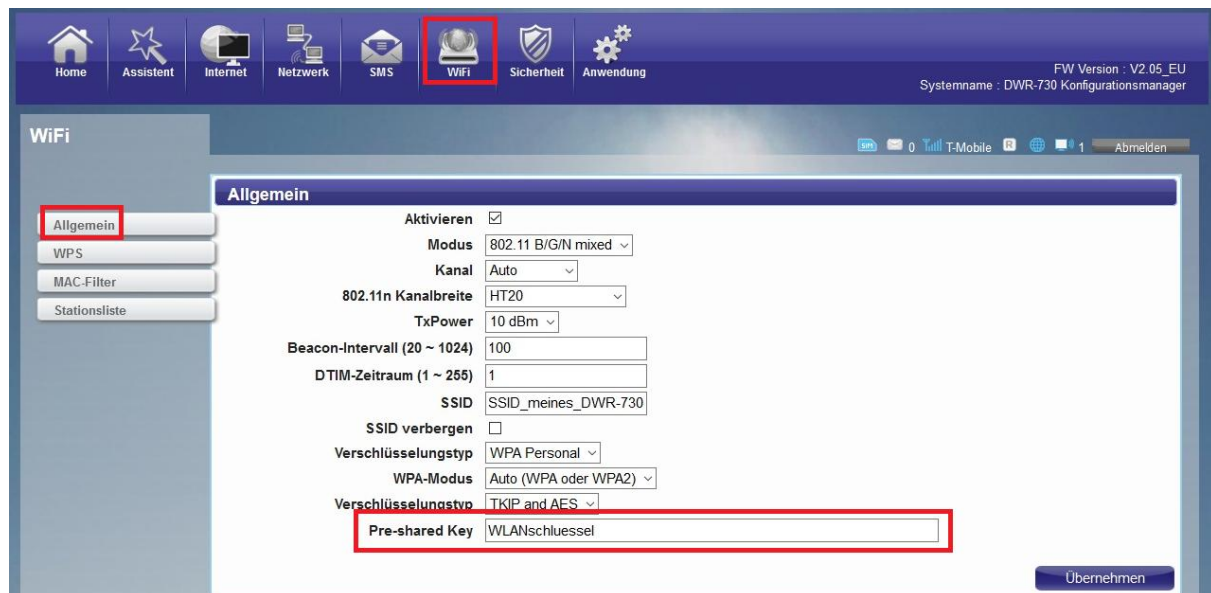 Home Assistent Internet Netzwerk SMS WiFi Sicherheit Anwendung
FW Version : V2.05_EU
Systemname : DWR-730 Konfigurationsmanager
WiFi
SIM 0 T-Mobile R 1 Abmelden
Allgemein
WPS
MAC-Filter
Stationsliste
Allgemein
Aktivieren
Modus 802.11 B/G/N mixed
Kanal Auto
802.11n Kanalbreite HT20
TxPower 10 dBm
Beacon-Intervall (20 ~ 1024) 100
DTIM-Zeitraum (1 ~ 255) 1
SSID SSID_meines_DWR-730
SSID verbergen
Verschlüsselungstyp WPA Personal
WPA-Modus Auto (WPA oder WPA2)
Verschlüsselungstyp TKIP and AES
Pre-shared Key WLANschluessel
Übernehmen